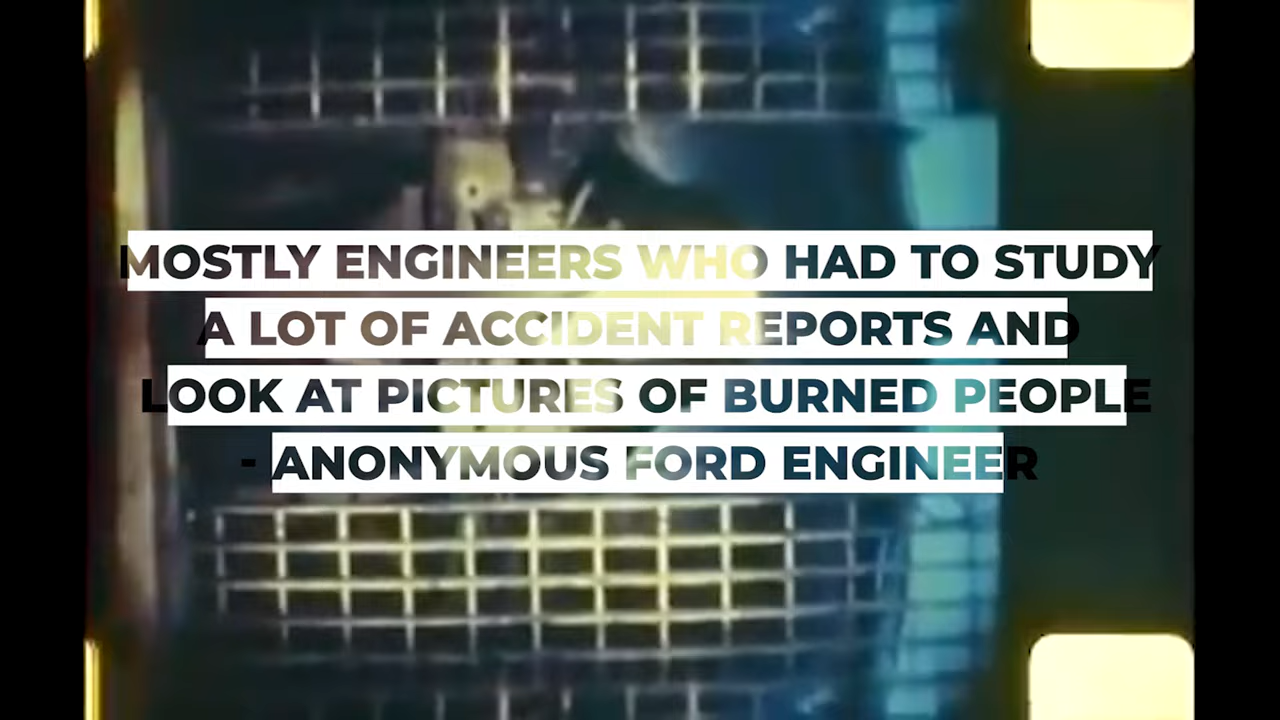 MOSTLY ENGINEERS WHO HAD TO STUDY
A LOT OF ACCIDENT REPORTS AND
LOOK AT PICTURES OF BURNED PEOPLE
- ANONYMOUS FORD ENGINEER